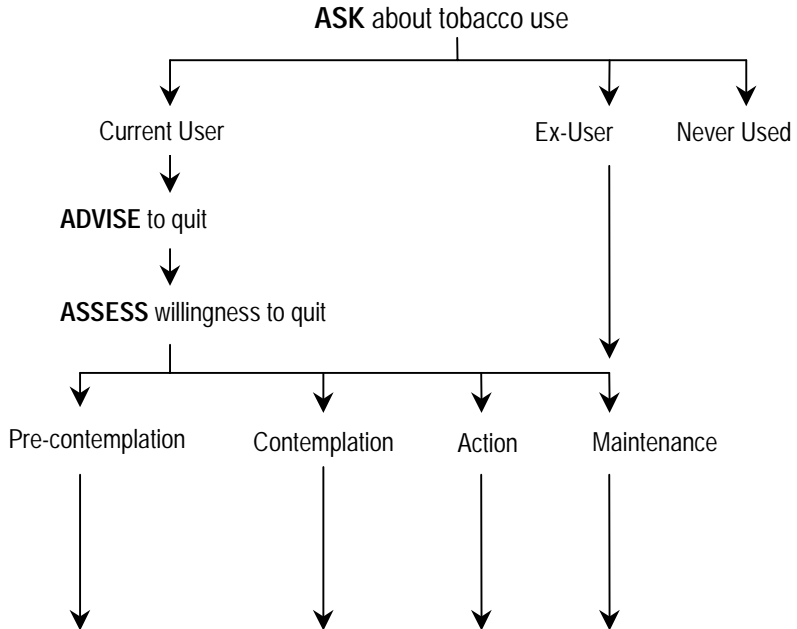 ASK about tobacco use
Current User
Ex-User
Never Used
ADVISE to quit
ASSESS willingness to quit
Pre-contemplation
Contemplation
Action
Maintenance